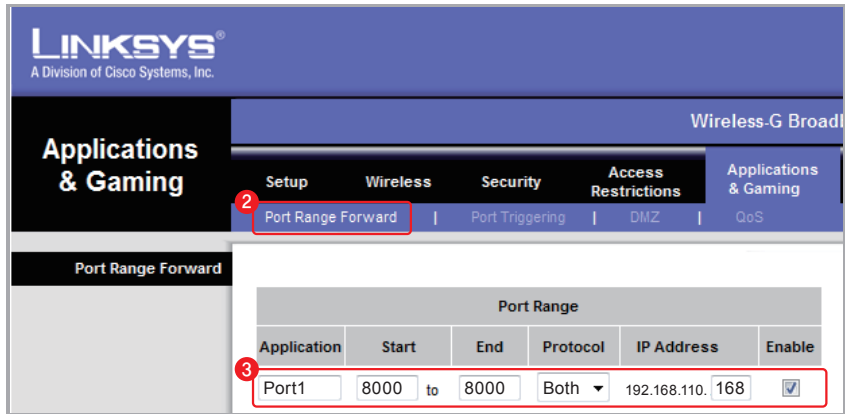 LINKSYS®
A Division of Cisco Systems, Inc.
Wireless-G Broad
Applications
& Gaming
Setup Wireless Security Access Restrictions Applications & Gaming
2
Port Range Forward | Port Triggering | DMZ | QoS
Port Range Forward
Port Range
Application Start End Protocol IP Address Enable
3
Port1 8000 to 8000 Both 192.168.110. 168